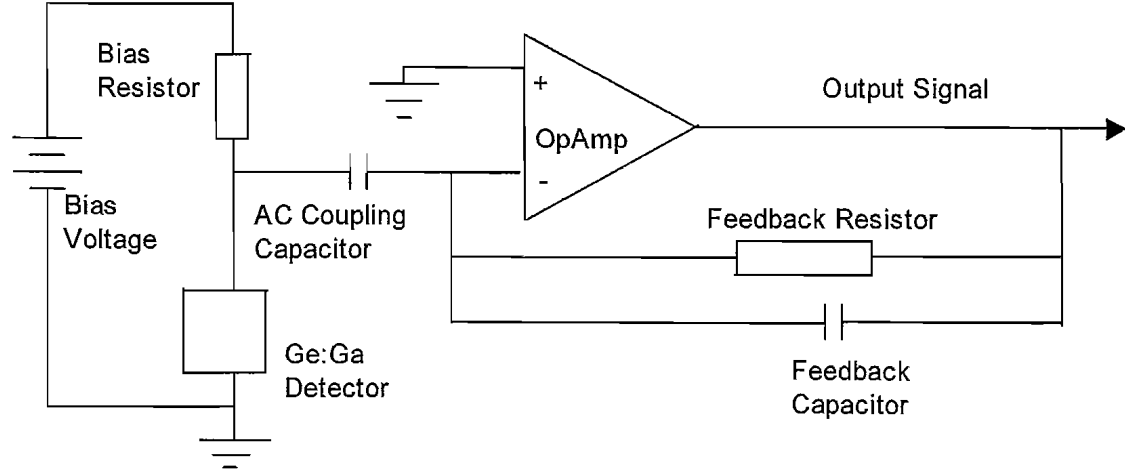 Bias
Resistor
Output Signal
+
OpAmp
-
Bias
Voltage
AC Coupling
Capacitor
Feedback Resistor
Ge:Ga
Detector
Feedback
Capacitor